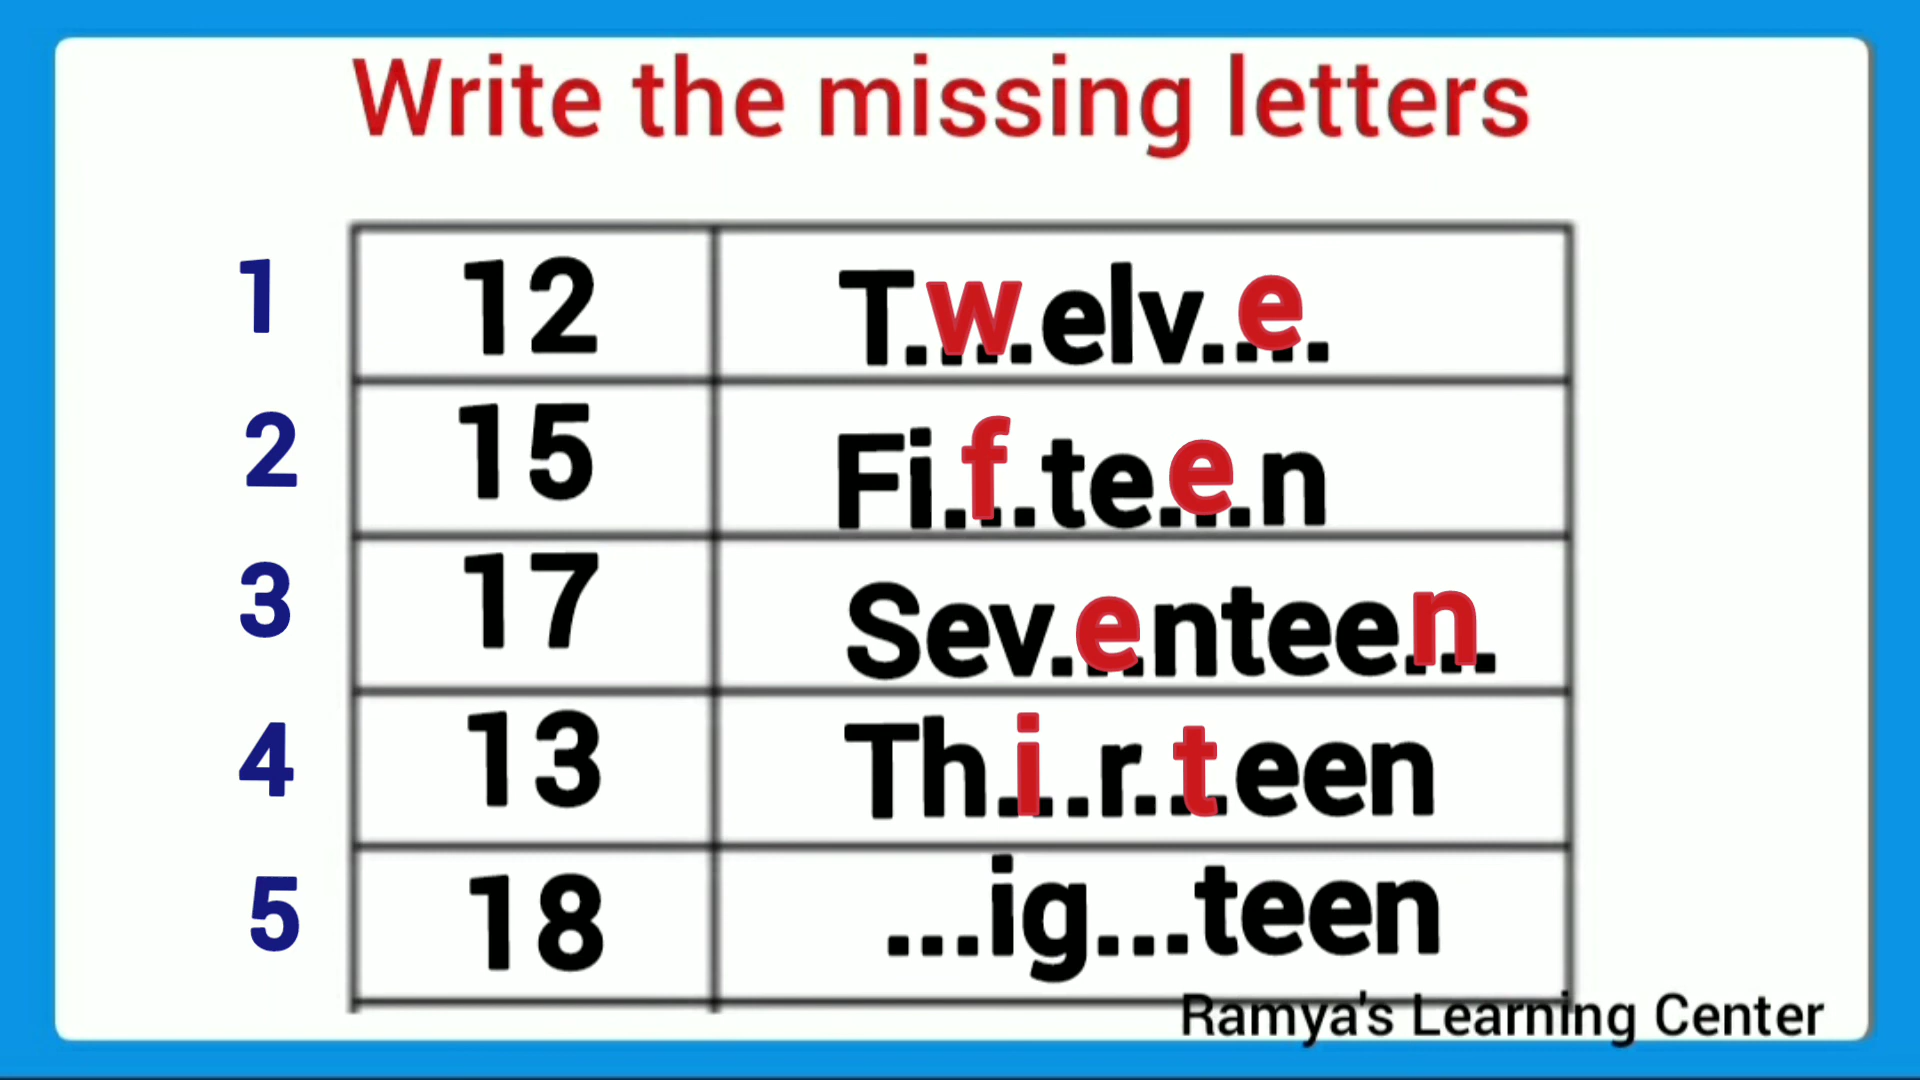 Write the missing letters
1 12 T.w.elv.e.
2 15 Fi.f..te.e.n
3 17 Sev.e.nteen..
4 13 Th.i..r..t.een
5 18 ...ig...teen
Ramya's Learning Center